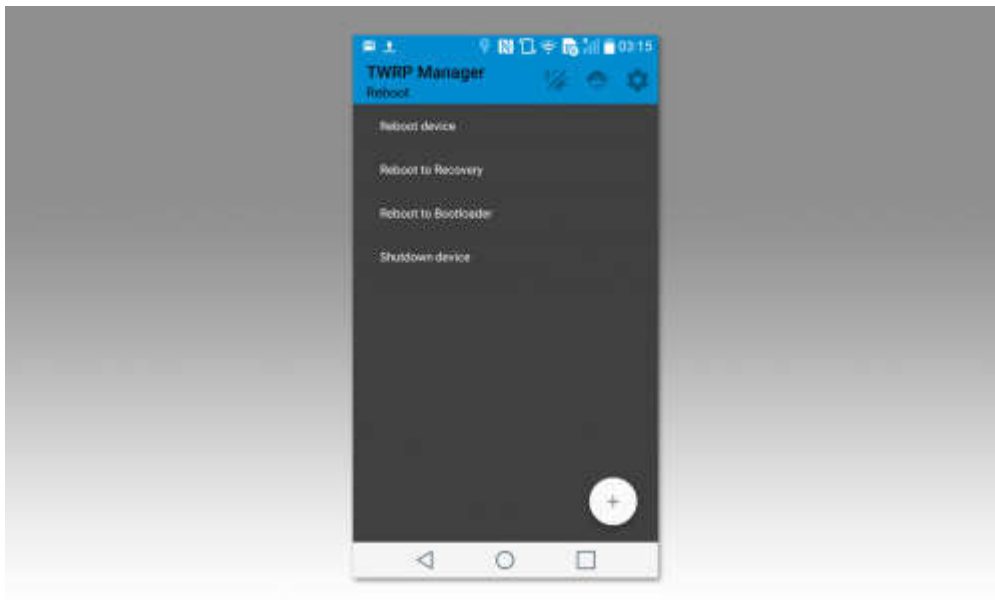 03:15
TWRP Manager
Reboot
Reboot device
Reboot to Recovery
Reboot to Bootloader
Shutdown device